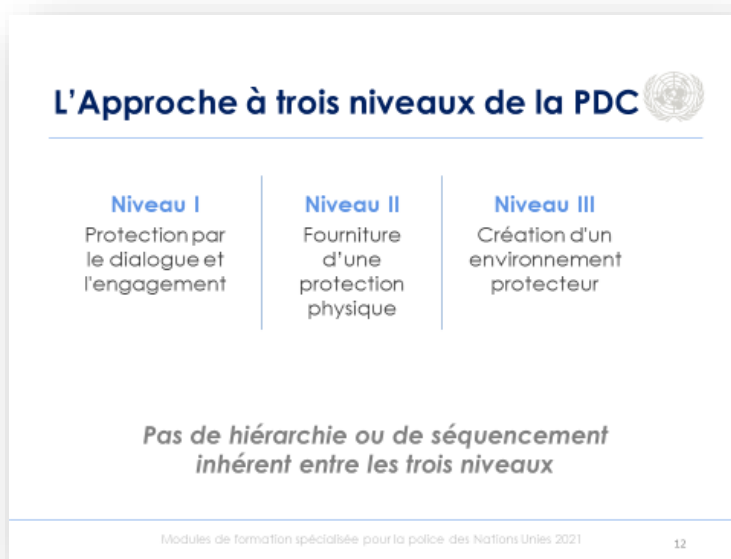 L'Approche à trois niveaux de la PDC
Niveau I
Protection par
le dialogue et
l'engagement
Niveau II
Fourniture
d'une
protection
physique
Niveau III
Création d'un
environnement
protecteur
Pas de hiérarchie ou de séquencement
inhérent entre les trois niveaux
Modules de formation spécialisée pour la police des Nations Unies 2021
12